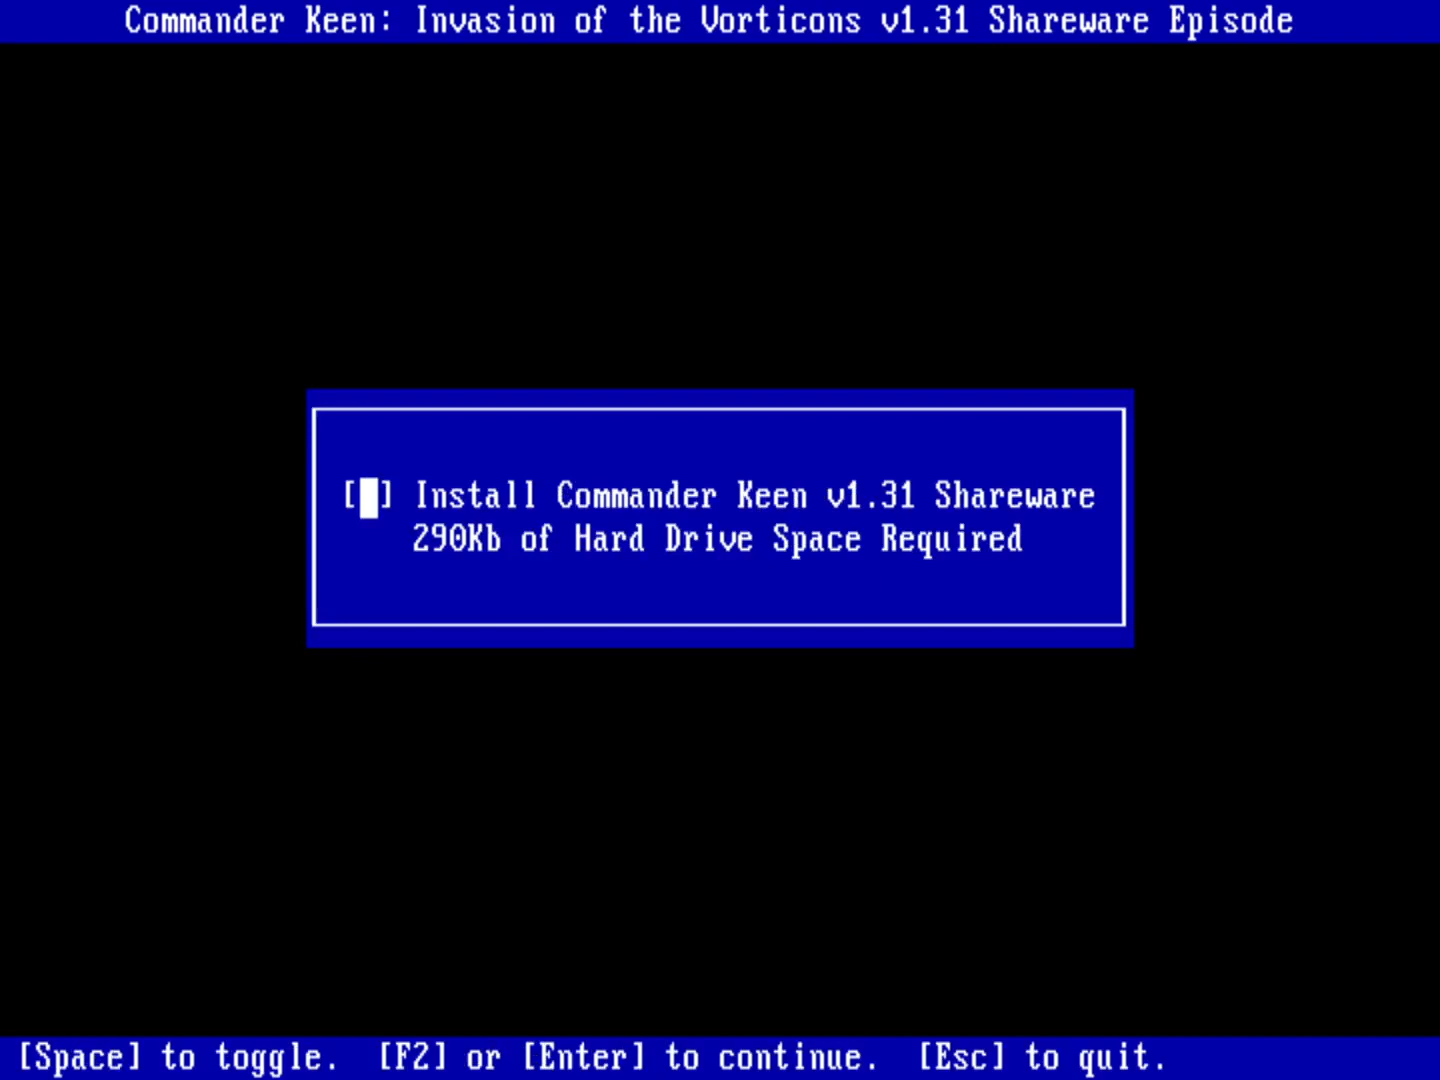 Commander Keen: Invasion of the Vorticons v1.31 Shareware Episode
[ ] Install Commander Keen v1.31 Shareware
290Kb of Hard Drive Space Required
[Space] to toggle. [F2] or [Enter] to continue. [Esc] to quit.